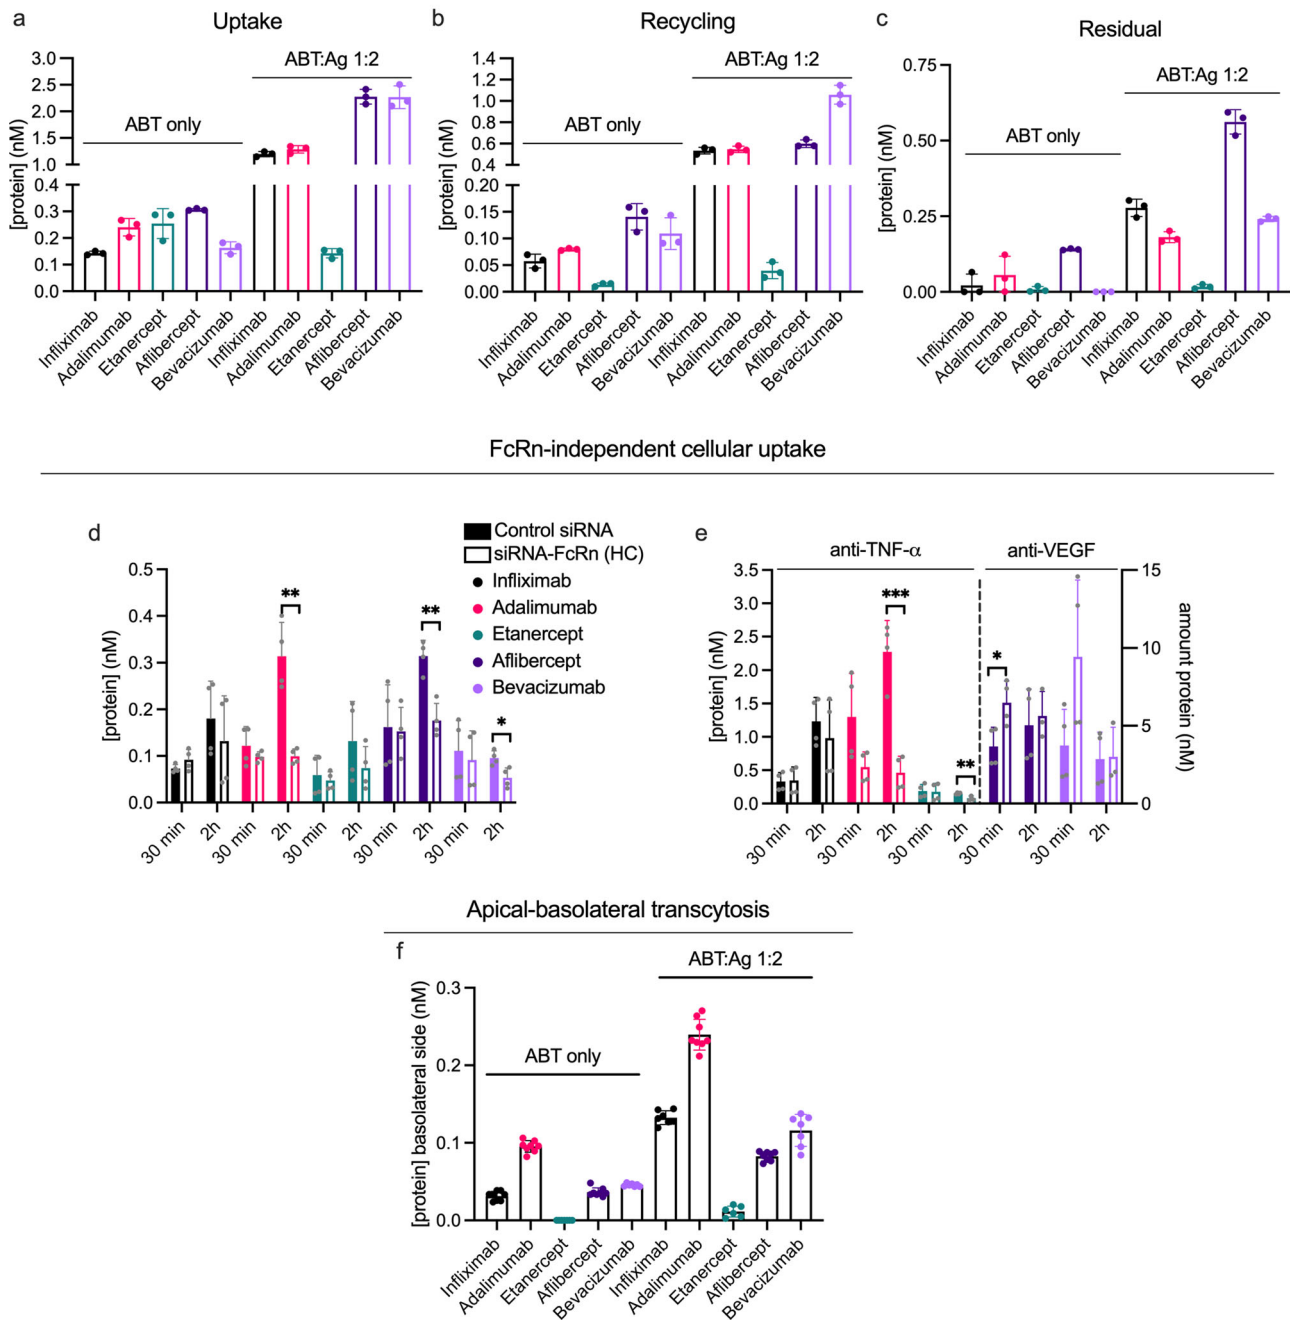 a
Uptake
[protein] (nM)
3.0
2.5
2.0
1.5
1.0
0.4
0.3
0.2
0.1
0.0
ABT only
ABT:Ag 1:2
Infliximab
Adalimumab
Etanercept
Aflibercept
Bevacizumab
Infliximab
Adalimumab
Etanercept
Aflibercept
Bevacizumab
b
Recycling
[protein] (nM)
1.4
1.2
1.0
0.8
0.6
0.4
0.20
0.15
0.10
0.05
0.00
ABT only
ABT:Ag 1:2
Infliximab
Adalimumab
Etanercept
Aflibercept
Bevacizumab
Infliximab
Adalimumab
Etanercept
Aflibercept
Bevacizumab
c
Residual
[protein] (nM)
0.75
0.50
0.25
0.00
ABT only
ABT:Ag 1:2
Infliximab
Adalimumab
Etanercept
Aflibercept
Bevacizumab
Infliximab
Adalimumab
Etanercept
Aflibercept
Bevacizumab
FcRn-independent cellular uptake
d
[protein] (nM)
0.5
0.4
0.3
0.2
0.1
0.0
**
**
*
30 min
2h
30 min
2h
30 min
2h
30 min
2h
30 min
2h
Control siRNA
siRNA-FcRn (HC)
Infliximab
Adalimumab
Etanercept
Aflibercept
Bevacizumab
e
anti-TNF-α
anti-VEGF
[protein] (nM)
3.5
3.0
2.5
2.0
1.5
1.0
0.5
0.0
***
**
*
15
10
5
0
amount protein (nM)
30 min
2h
30 min
2h
30 min
2h
30 min
2h
30 min
2h
Apical-basolateral transcytosis
f
[protein] basolateral side (nM)
0.3
0.2
0.1
0.0
ABT only
ABT:Ag 1:2
Infliximab
Adalimumab
Etanercept
Aflibercept
Bevacizumab
Infliximab
Adalimumab
Etanercept
Aflibercept
Bevacizumab